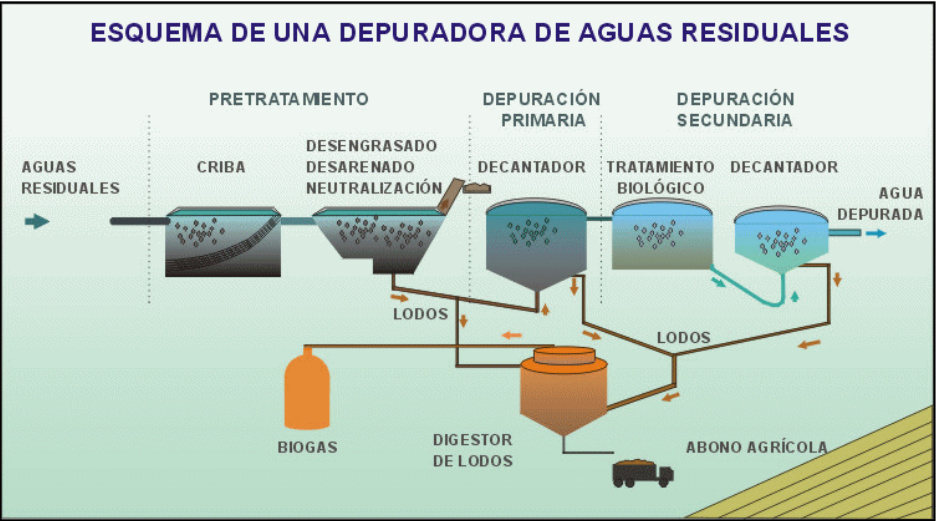 ESQUEMA DE UNA DEPURADORA DE AGUAS RESIDUALES
PRETRATAMIENTO
DEPURACIÓN
PRIMARIA
DEPURACIÓN
SECUNDARIA
AGUAS
RESIDUALES
CRIBA
DESENGRASADO
DESARENADO
NEUTRALIZACIÓN
DECANTADOR
TRATAMIENTO
BIOLÓGICO
DECANTADOR
AGUA
DEPURADA
LODOS
LODOS
BIOGAS
DIGESTOR
DE LODOS
ABONO AGRÍCOLA